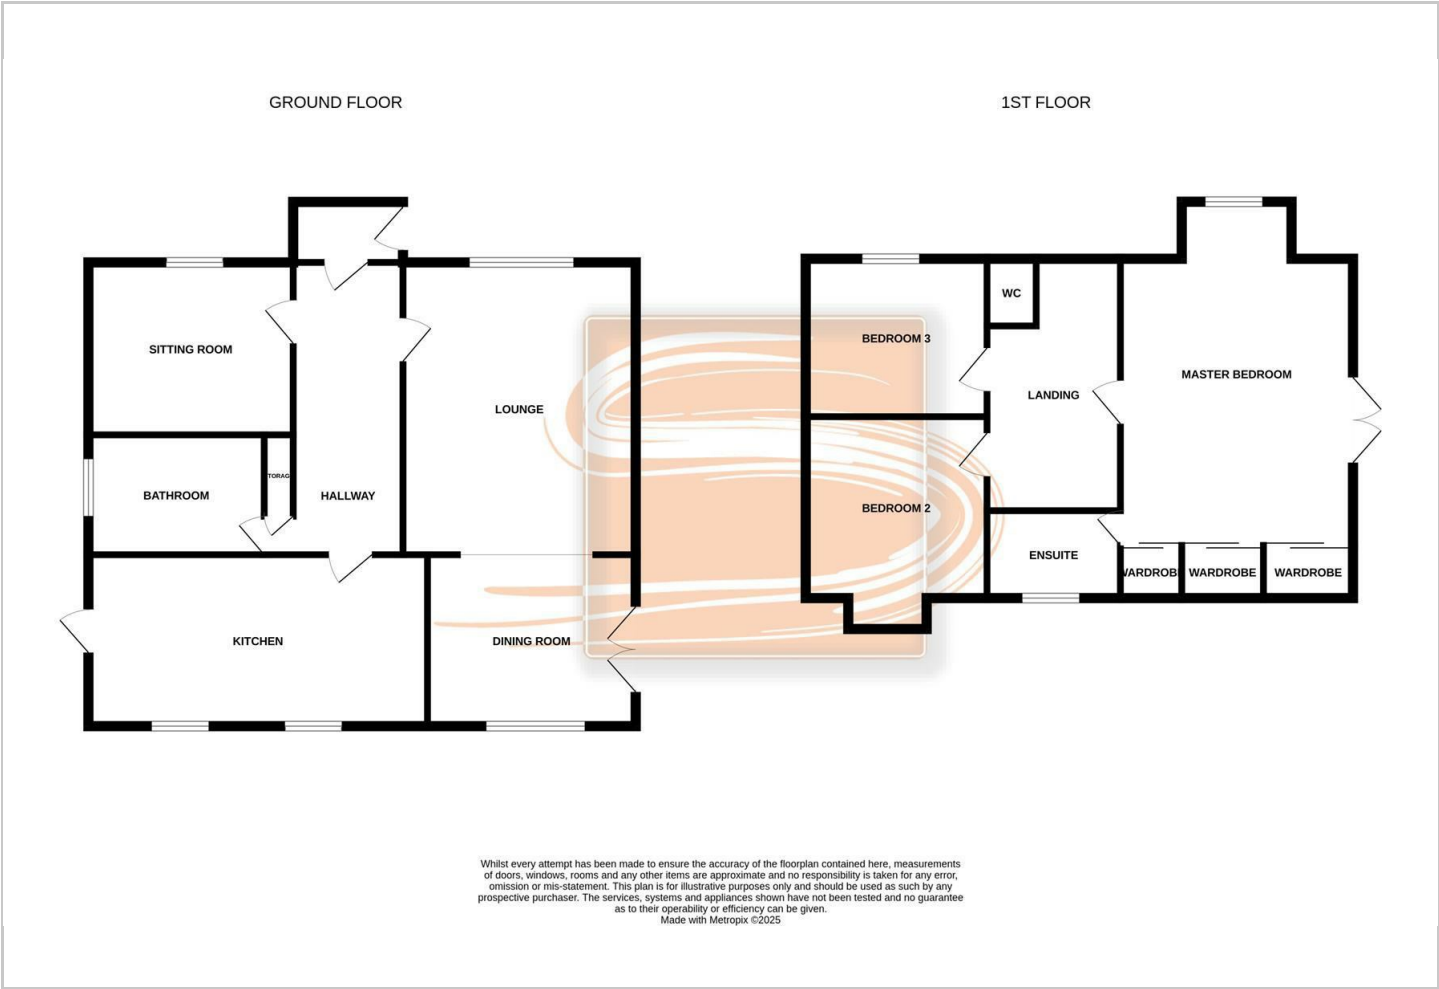 GROUND FLOOR
1ST FLOOR
SITTING ROOM
LOUNGE
TORAG
BATHROOM
HALLWAY
KITCHEN
DINING ROOM
WC
BEDROOM 3
MASTER BEDROOM
LANDING
BEDROOM 2
ENSUITE
WARDROBE
WARDROBE
WARDROBE
Whilst every attempt has been made to ensure the accuracy of the floorplan contained here, measurements
of doors, windows, rooms and any other items are approximate and no responsibility is taken for any error,
omission or mis-statement. This plan is for illustrative purposes only and should be used as such by any
prospective purchaser. The services, systems and appliances shown have not been tested and no guarantee
as to their operability or efficiency can be given.
Made with Metropix ©2025